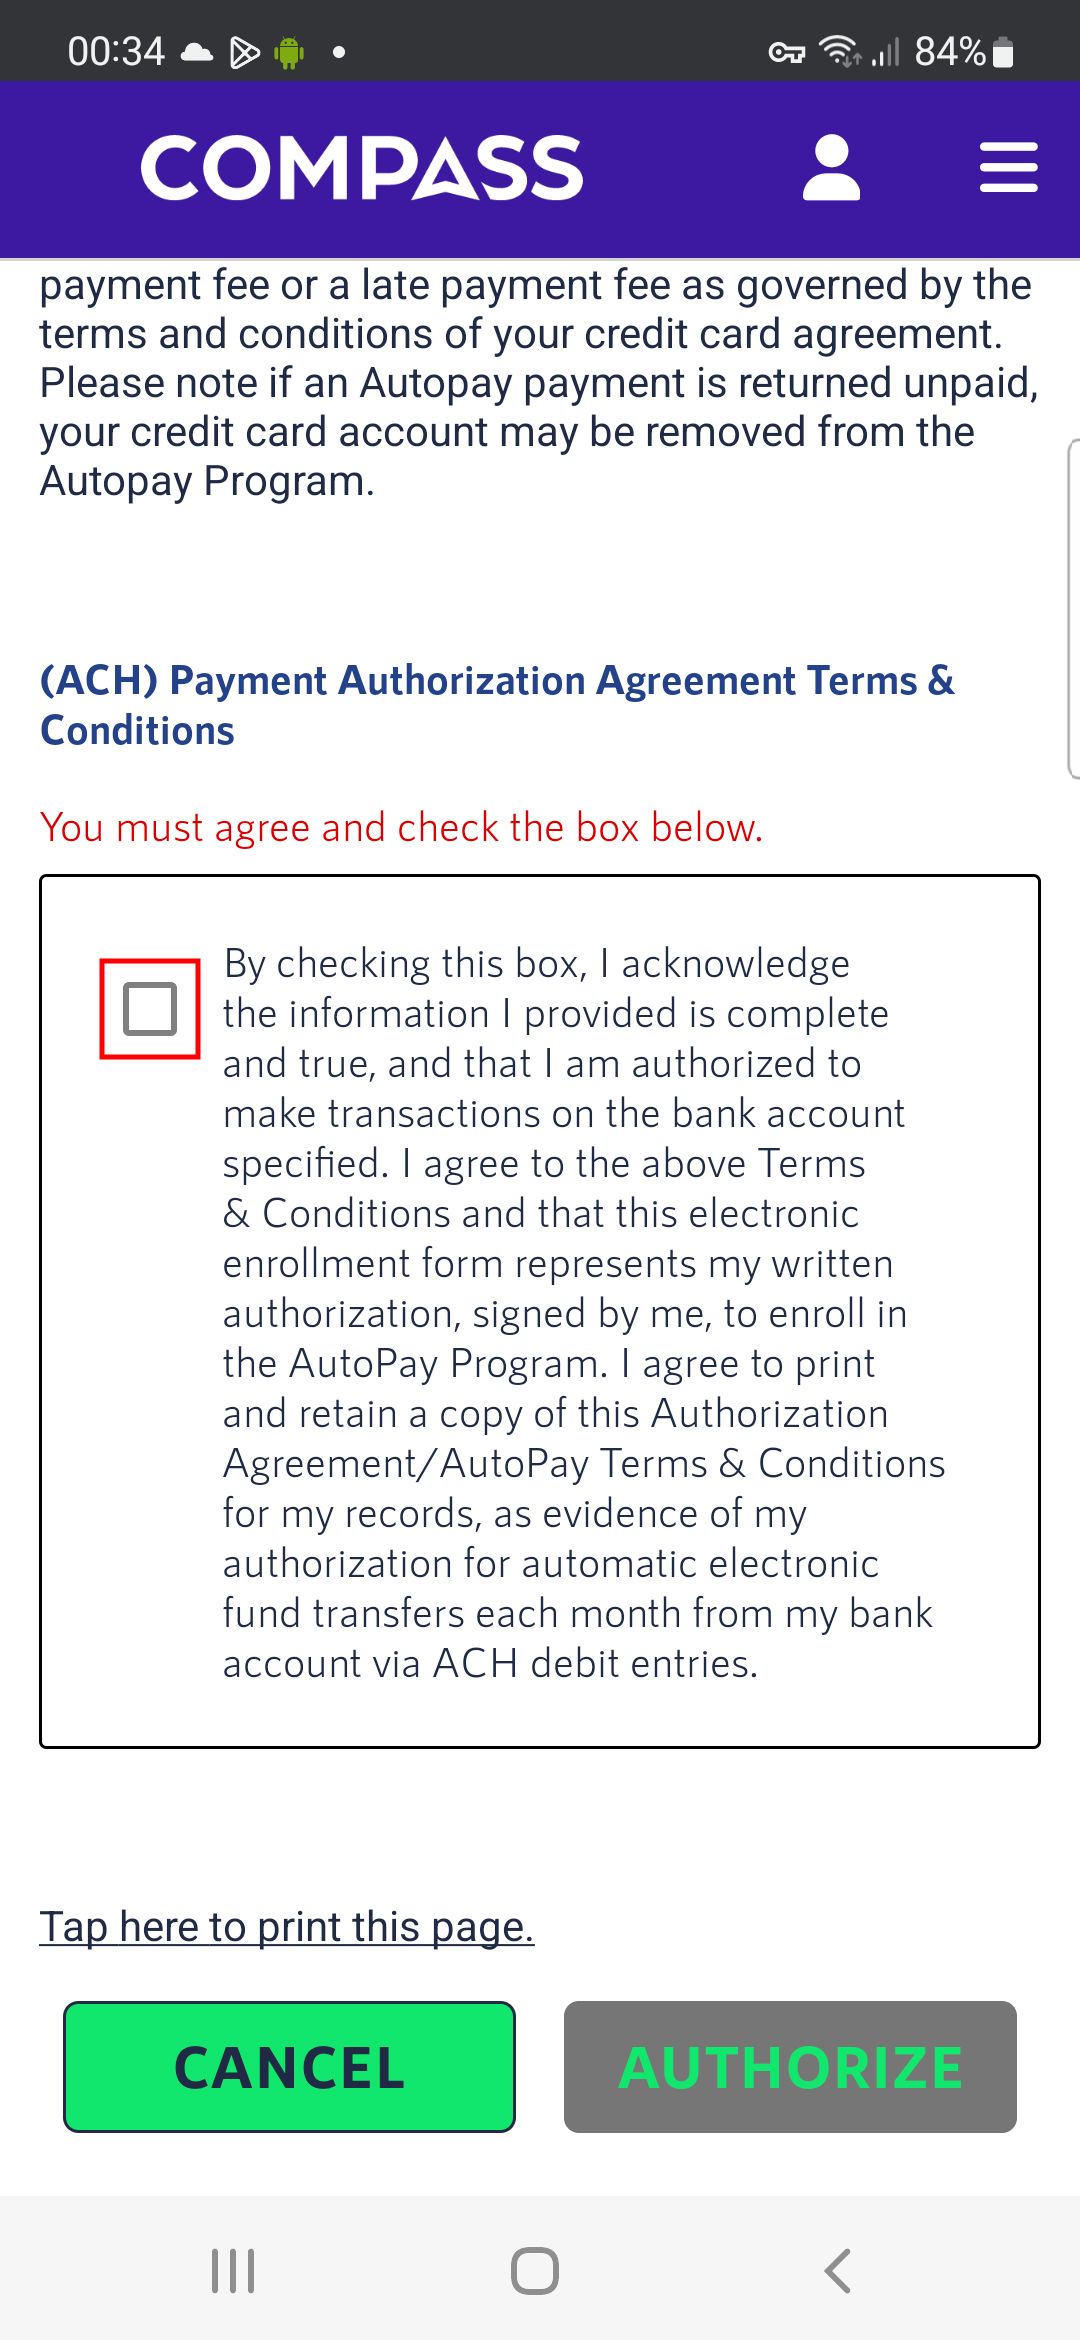 00:34
84%
COMPASS
payment fee or a late payment fee as governed by the
terms and conditions of your credit card agreement.
Please note if an Autopay payment is returned unpaid,
your credit card account may be removed from the
Autopay Program.
(ACH) Payment Authorization Agreement Terms &
Conditions
You must agree and check the box below.
By checking this box, I acknowledge
the information I provided is complete
and true, and that I am authorized to
make transactions on the bank account
specified. I agree to the above Terms
& Conditions and that this electronic
enrollment form represents my written
authorization, signed by me, to enroll in
the AutoPay Program. I agree to print
and retain a copy of this Authorization
Agreement/AutoPay Terms & Conditions
for my records, as evidence of my
authorization for automatic electronic
fund transfers each month from my bank
account via ACH debit entries.
Tap here to print this page.
CANCEL
AUTHORIZE